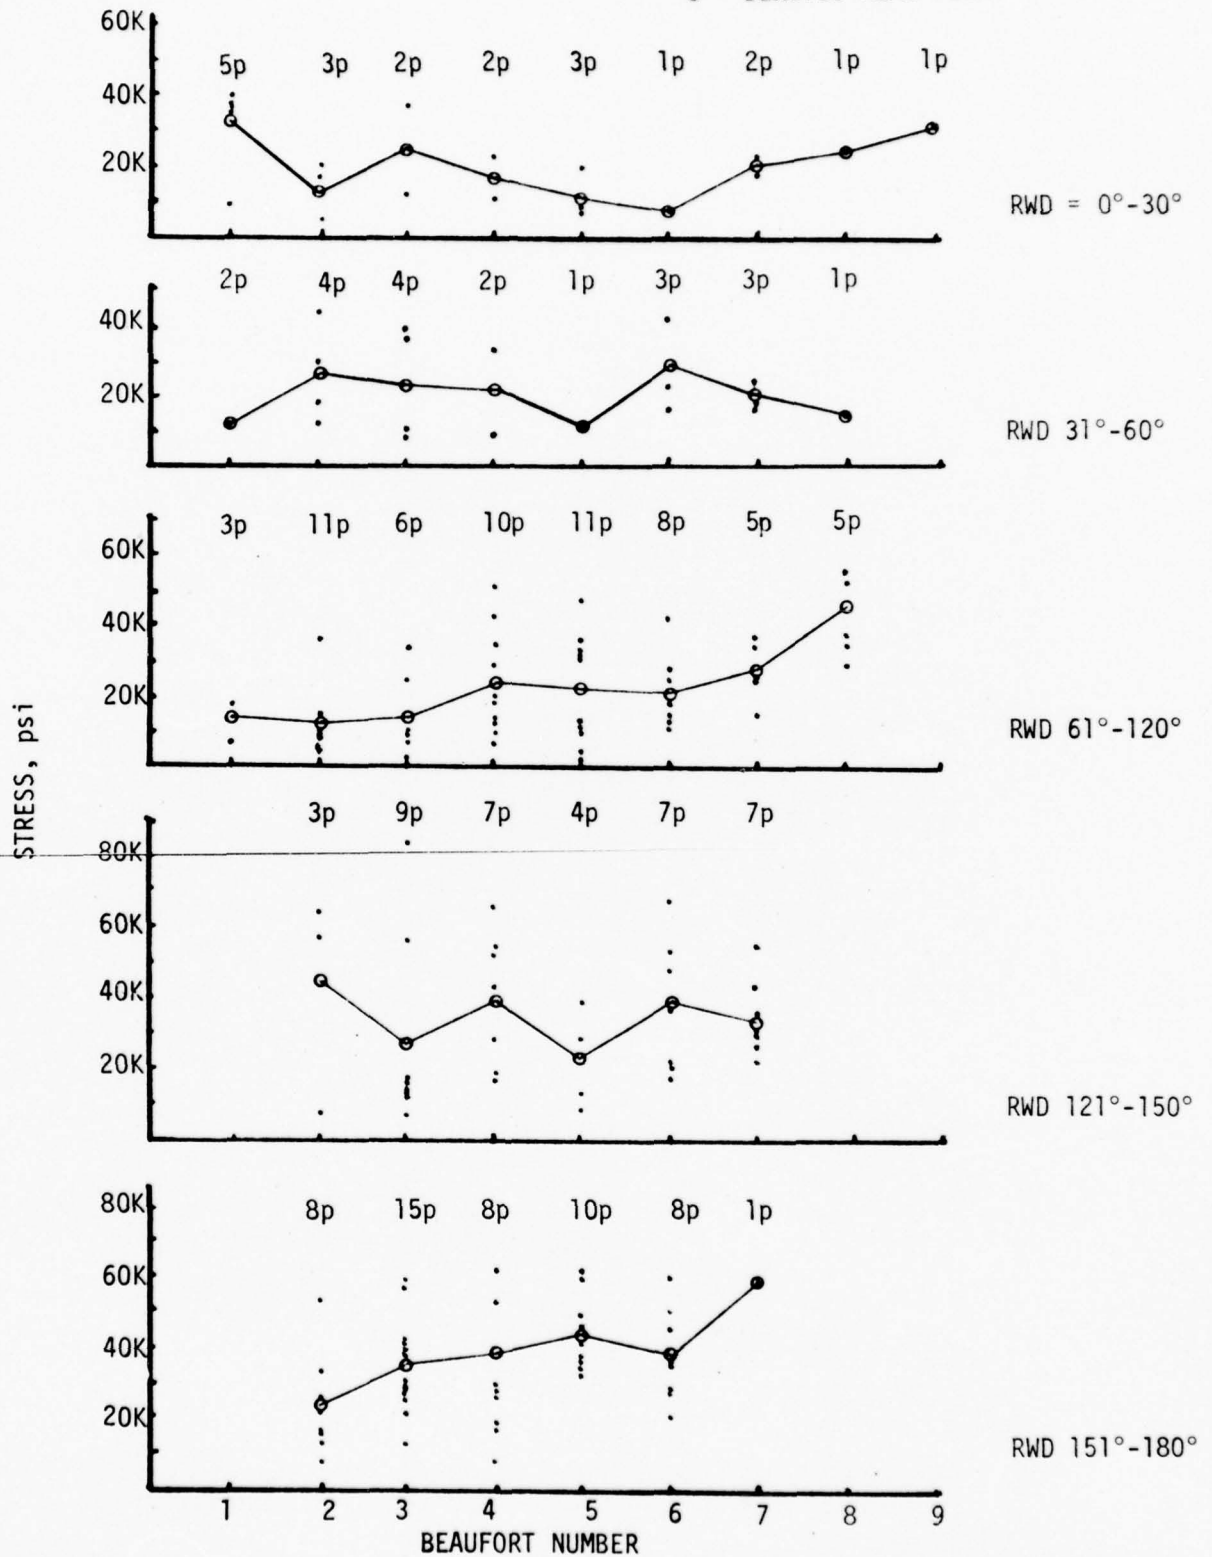 60K
5p 3p 2p 2p 3p 1p 2p 1p 1p
40K
20K
RWD = 0°-30°
2p 4p 4p 2p 1p 3p 3p 1p
40K
20K
RWD 31°-60°
3p 11p 6p 10p 11p 8p 5p 5p
60K
40K
20K
RWD 61°-120°
STRESS, psi
3p 9p 7p 4p 7p 7p
80K
60K
40K
20K
RWD 121°-150°
80K
8p 15p 8p 10p 8p 1p
60K
40K
20K
RWD 151°-180°
1 2 3 4 5 6 7 8 9
BEAUFORT NUMBER